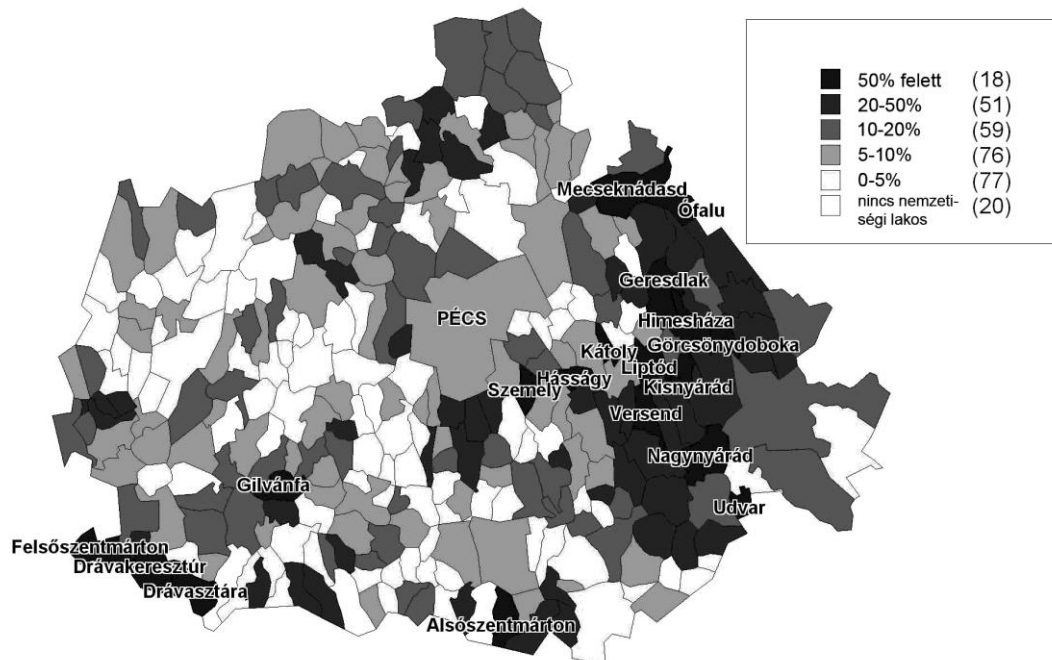 50% felett (18)
20-50% (51)
10-20% (59)
5-10% (76)
0-5% (77)
nincs nemzeti-
ségi lakos (20)
Mecseknádasd
Ófalu
Geresdlak
PÉCS
Himesháza
Görcsönydoboka
Kátoly
Liptód
Hásságy
Szemely
Kisnyárád
Versend
Nagynyárád
Gilvánfa
Udvar
Felsőszentmárton
Drávakeresztúr
Drávasztára
Alsószentmárton